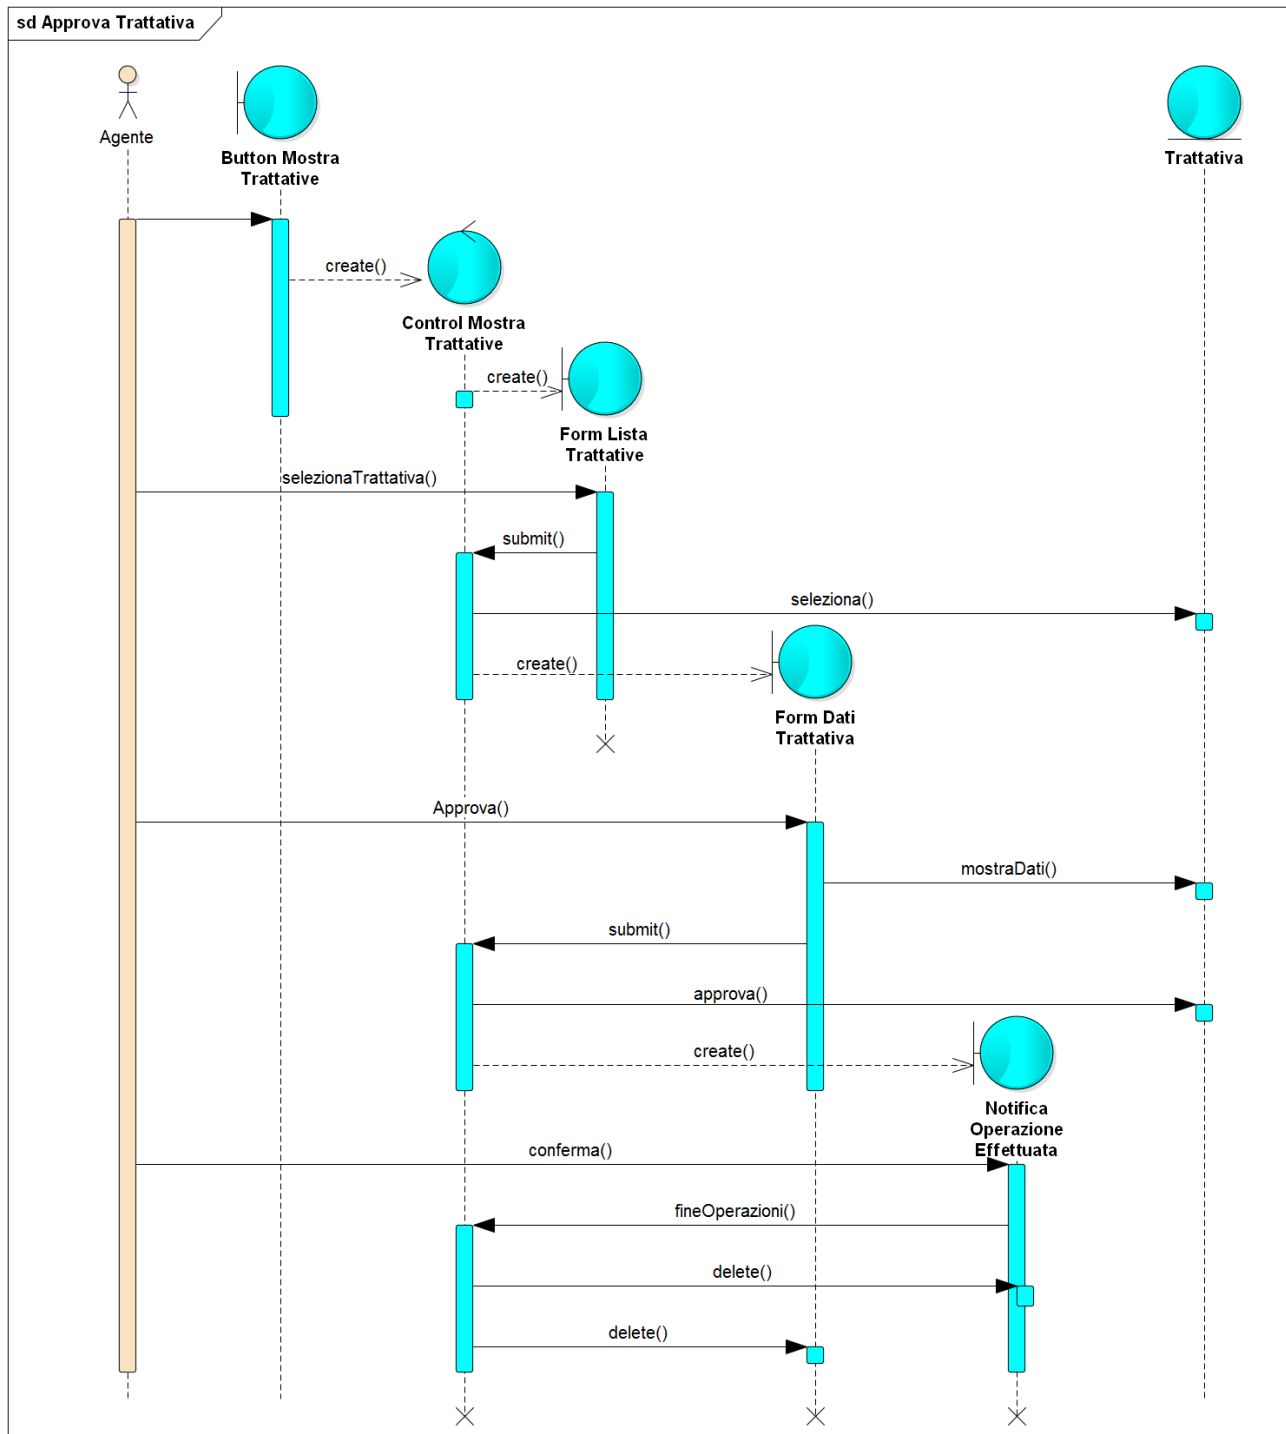 sd Approva Trattativa
Agente
Button Mostra
Trattative
Trattativa
create()
Control Mostra
Trattative
create()
Form Lista
Trattative
selezionaTrattativa()
submit()
seleziona()
create()
Form Dati
Trattativa
Approva()
mostraDati()
submit()
approva()
create()
Notifica
Operazione
Effettuata
conferma()
fineOperazioni()
delete()
delete()